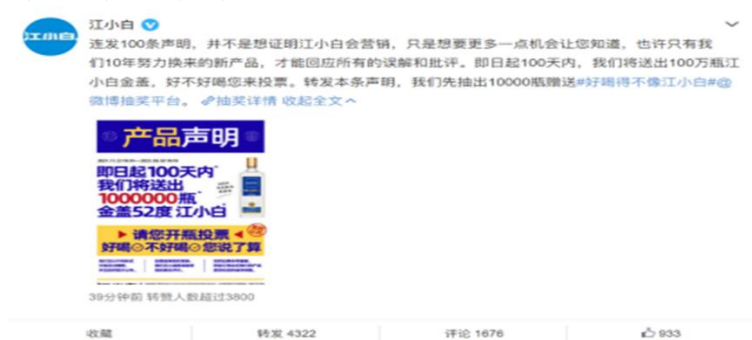 江小白
江小白
连发100条声明，并不是想证明江小白会营销，只是想要更多一点机会让您知道，也许只有我
们10年努力换来的新产品，才能回应所有的误解和批评。即日起100天内，我们将送出100万瓶江
小白金盖，好不好喝您来投票。转发本条声明，我们先抽出10000瓶赠送#好喝得不像江小白#@
微博抽奖平台。 抽奖详情 收起全文
产品声明
即日起100天内
我们将送出
1000000瓶
金盖52度 江小白
请您开瓶投票
好喝 不好喝 您说了算
39分钟前 转赞人数超过3800
收藏 转发 4322 评论 1676 933